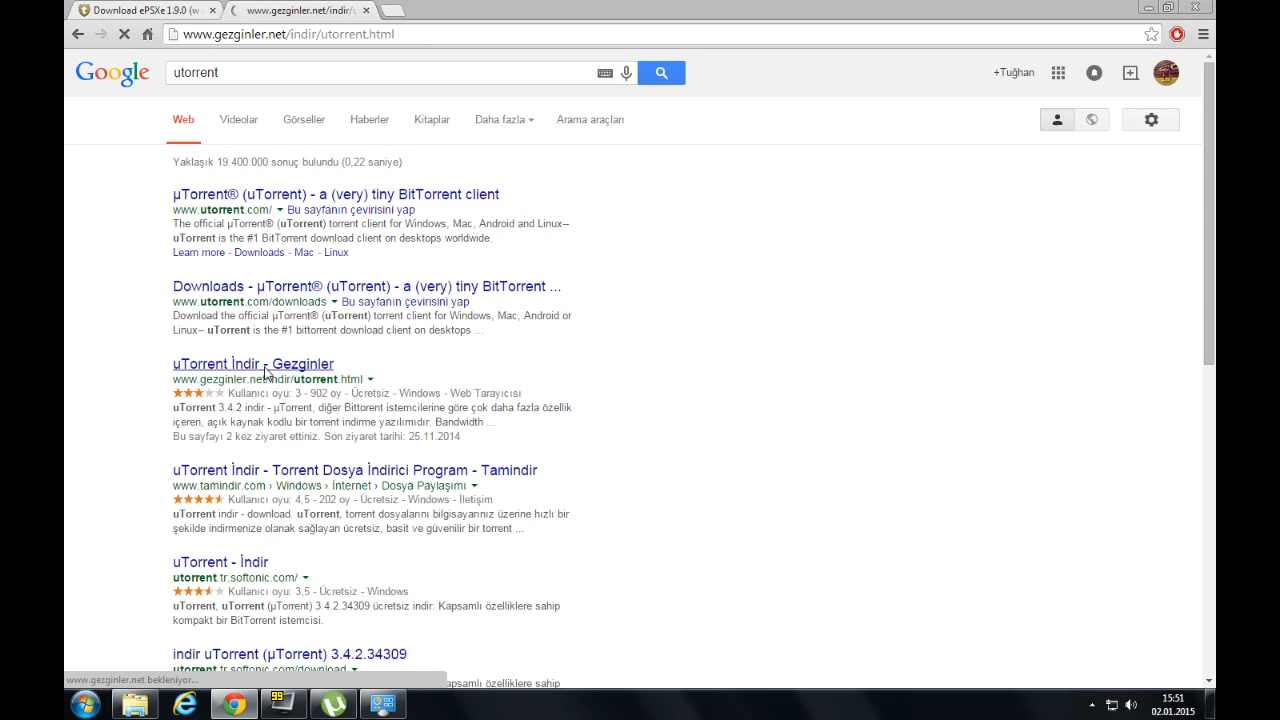 Download ePSXe 1.9.0 (w
www.gezginler.net/indir/
www.gezginler.net/indir/utorrent.html
Google
utorrent
+Tuğhan
Web Videolar Görseller Haberler Kitaplar Daha fazla Arama araçları
Yaklaşık 19.400.000 sonuç bulundu (0,22 saniye)
µTorrent® (uTorrent) - a (very) tiny BitTorrent client
www.utorrent.com/ Bu sayfanın çevirisini yap
The official µTorrent® (uTorrent) torrent client for Windows, Mac, Android and Linux--
uTorrent is the #1 BitTorrent download client on desktops worldwide.
Learn more - Downloads - Mac - Linux
Downloads - µTorrent® (uTorrent) - a (very) tiny BitTorrent ...
www.utorrent.com/downloads Bu sayfanın çevirisini yap
Download the official µTorrent® (uTorrent) torrent client for Windows, Mac, Android or
Linux-- uTorrent is the #1 bittorrent download client on desktops ...
uTorrent İndir - Gezginler
www.gezginler.net/indir/utorrent.html
Kullanıcı oyu: 3 - 902 oy - Ücretsiz - Windows - Web Tarayıcısı
uTorrent 3.4.2 indir - µTorrent, diğer Bittorent istemcilerine göre çok daha fazla özellik
içeren, açık kaynak kodlu bir torrent indirme yazılımıdır. Bandwidth ...
Bu sayfayı 2 kez ziyaret ettiniz. Son ziyaret tarihi: 25.11.2014
uTorrent İndir - Torrent Dosya İndirici Program - Tamindir
www.tamindir.com › Windows › İnternet › Dosya Paylaşımı
Kullanıcı oyu: 4,5 - 202 oy - Ücretsiz - Windows - İletişim
uTorrent indir - download. uTorrent, torrent dosyalarını bilgisayarınız üzerine hızlı bir
şekilde indirmenize olanak sağlayan ücretsiz, basit ve güvenilir bir torrent ...
uTorrent - İndir
utorrent.tr.softonic.com/
Kullanıcı oyu: 3,5 - Ücretsiz - Windows
uTorrent, uTorrent (µTorrent) 3.4.2.34309 ücretsiz indir: Kapsamlı özelliklere sahip
kompakt bir BitTorrent istemcisi.
indir uTorrent (µTorrent) 3.4.2.34309
utorrent.tr.softonic.com/download
apsamlı özelliklere sahip
www.gezginler.net bekleniyor...
99
15:51
02.01.2015